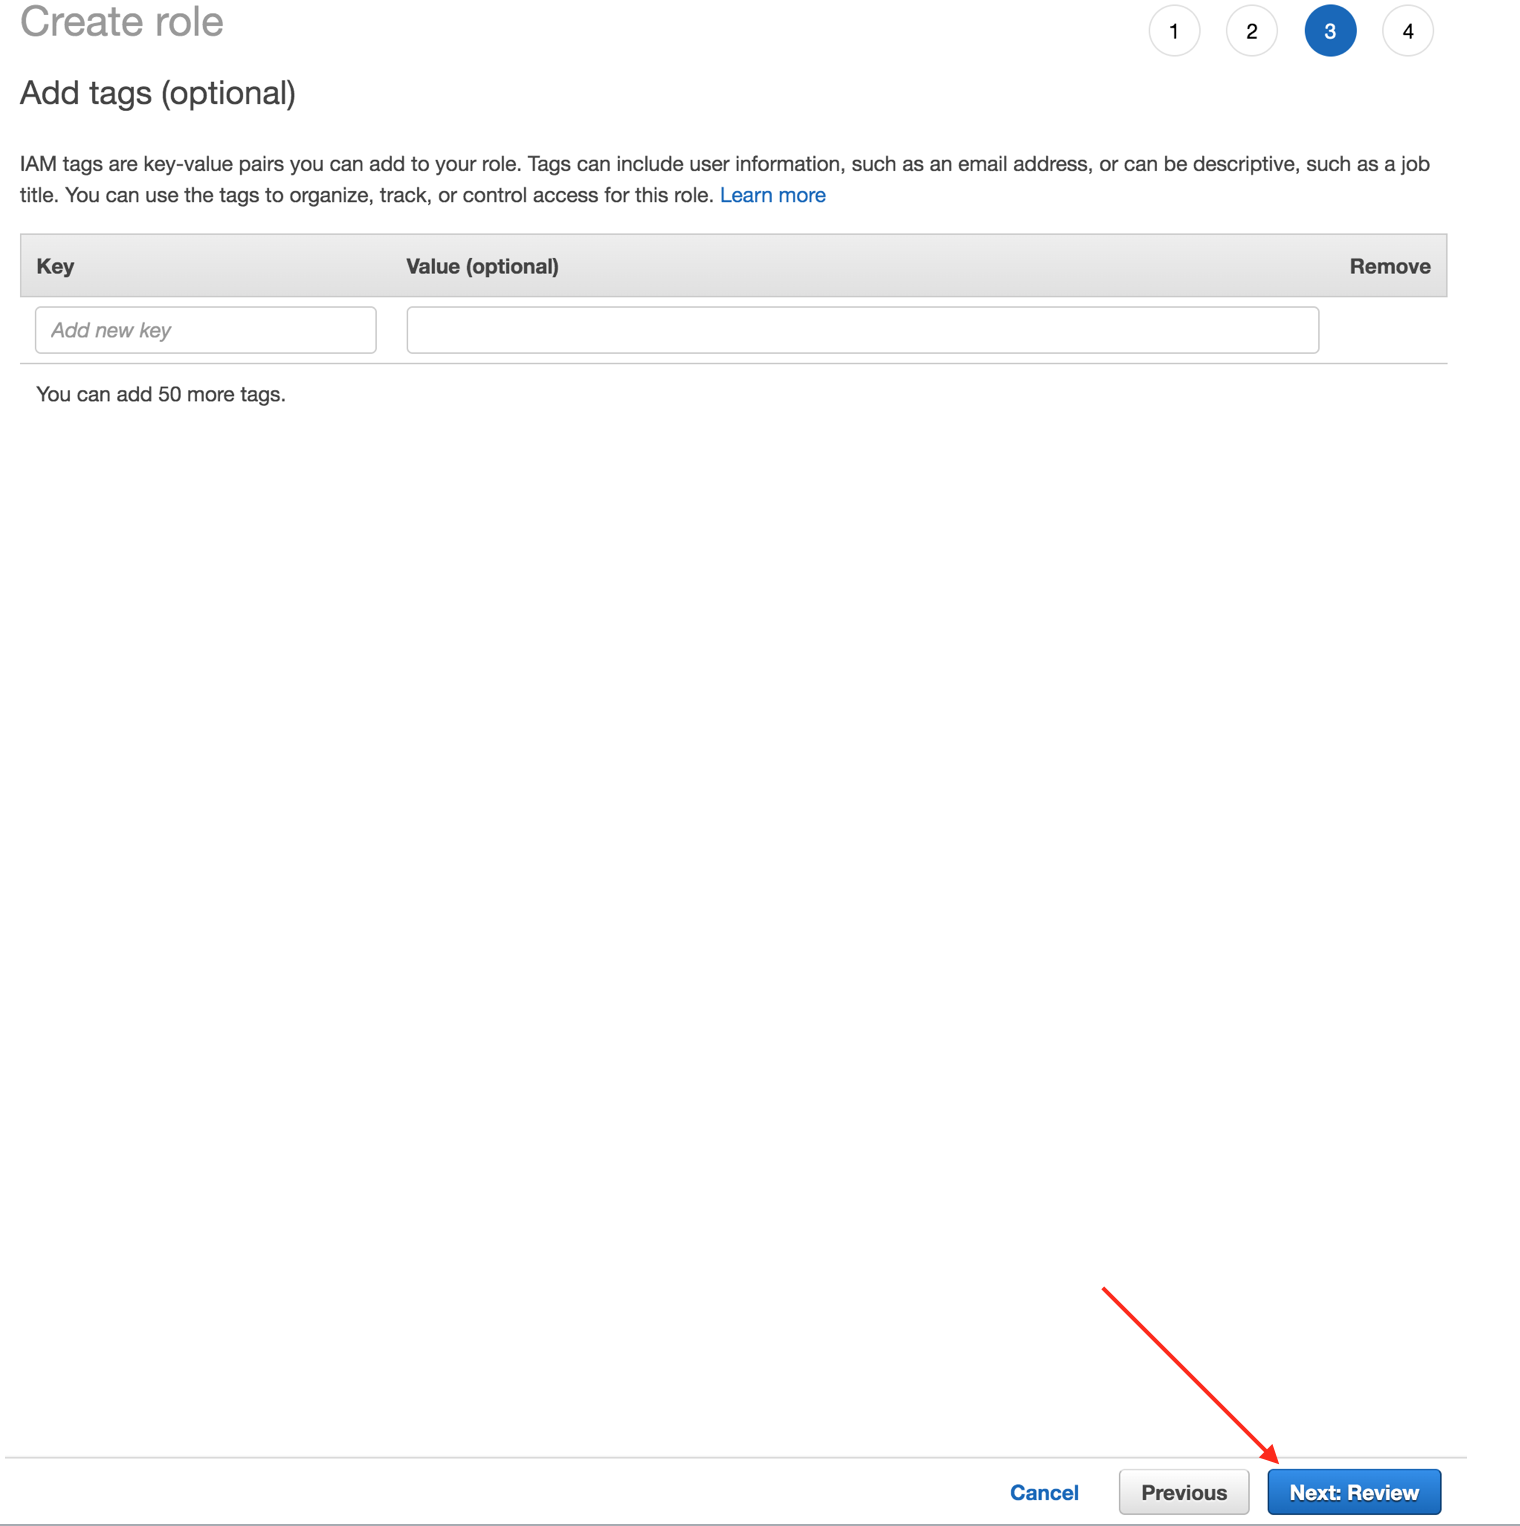 Create role
1 2 3 4
Add tags (optional)
IAM tags are key-value pairs you can add to your role. Tags can include user information, such as an email address, or can be descriptive, such as a job
title. You can use the tags to organize, track, or control access for this role. Learn more
Key Value (optional) Remove
Add new key
You can add 50 more tags.
Cancel Previous Next: Review